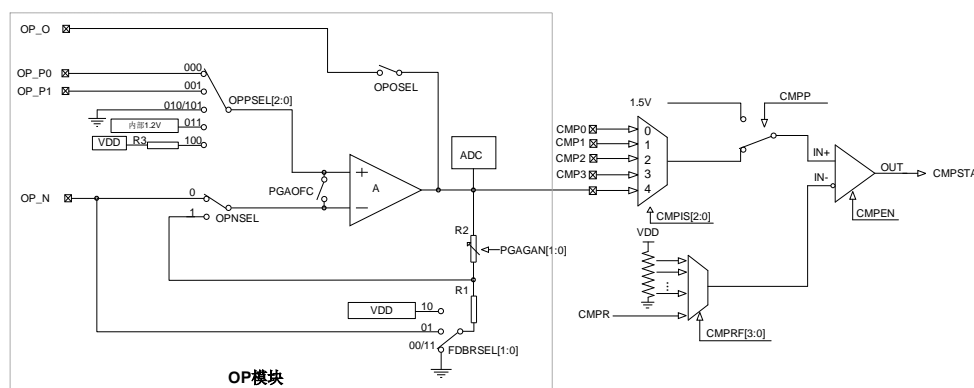 OP_O
OP_P0
000
OP_P1
001
OPOSEL
OPPSEL[2:0]
010/101
内部1.2V
011
VDD
R3
100
PGAOFC
+
A
−
ADC
OP_N
0
1
OPNSEL
R2
PGAGAN[1:0]
R1
VDD
10
01
00/11
FDBRSEL[1:0]
OP模块
1.5V
CMPP
CMP0
0
CMP1
1
CMP2
2
CMP3
3
4
CMPIS[2:0]
IN+
IN-
OUT
CMPSTA
CMPEN
VDD
CMPR
CMPRF[3:0]